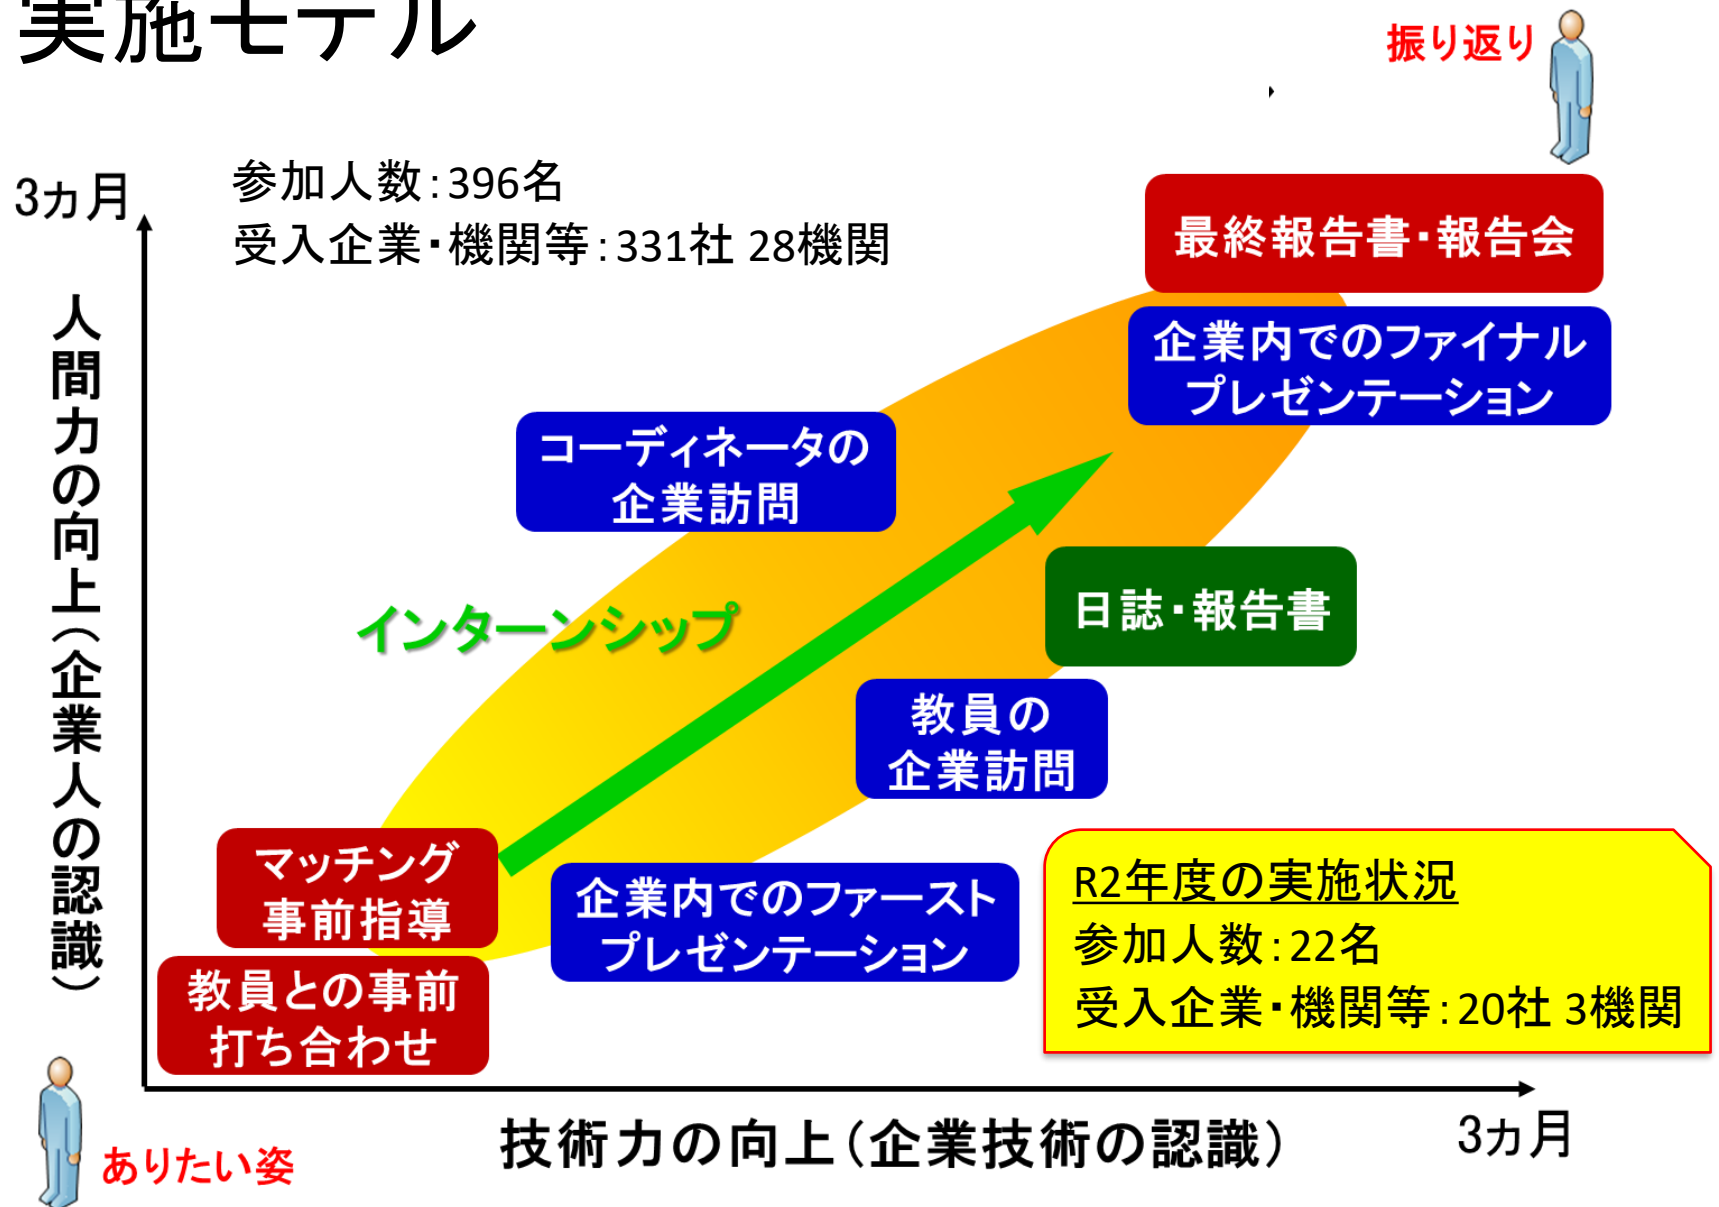 実施モデル
振り返り
3カ月
参加人数:396名
受入企業・機関等:331社 28機関
最終報告書・報告会
企業内でのファイナル
プレゼンテーション
コーディネータの
企業訪問
人間力の向上(企業人の認識)
インターンシップ
日誌・報告書
教員の
企業訪問
マッチング
事前指導
企業内でのファースト
プレゼンテーション
教員との事前
打ち合わせ
R2年度の実施状況
参加人数:22名
受入企業・機関等:20社 3機関
技術力の向上(企業技術の認識)
3カ月
ありたい姿